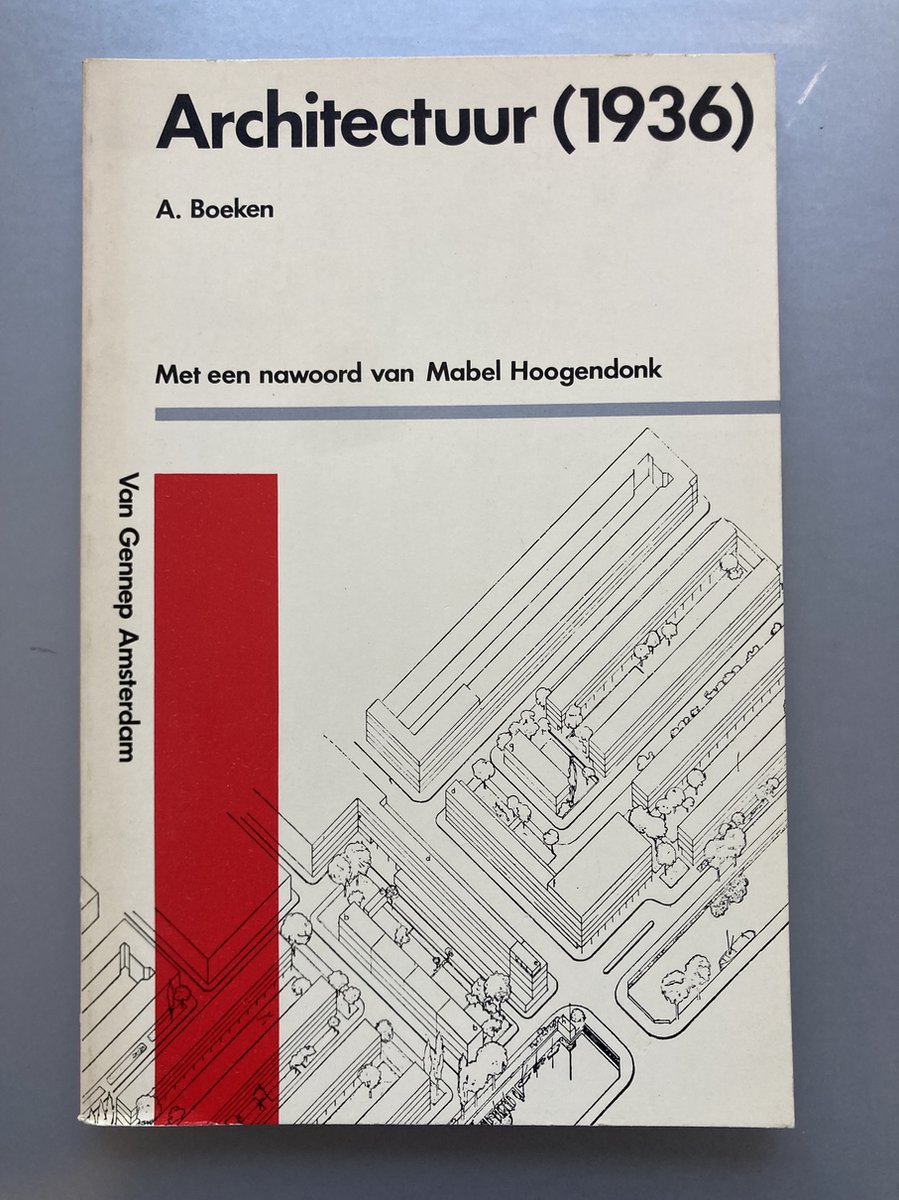 Architectuur (1936)
A. Boeken
Met een nawoord van Mabel Hoogendonk
Van Gennep Amsterdam